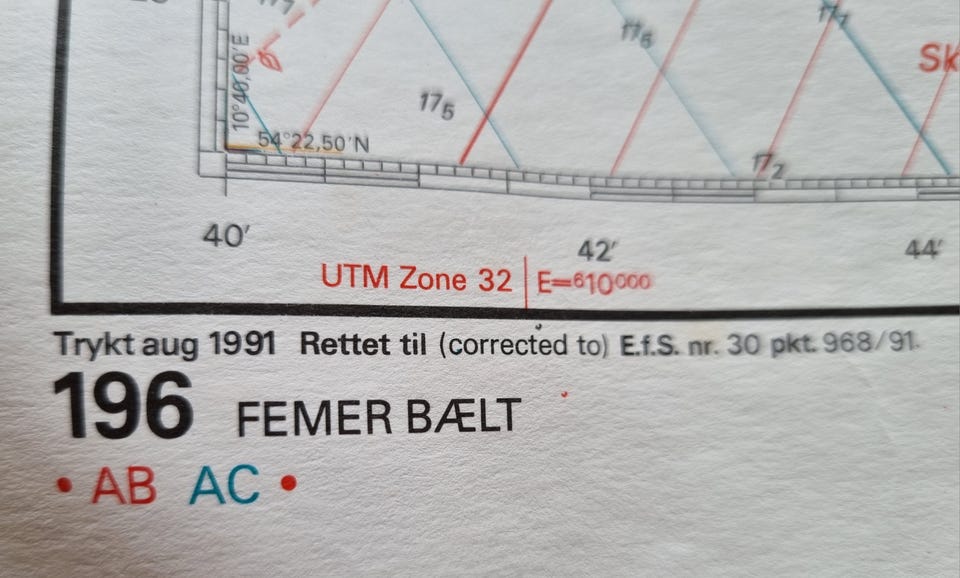 17₆
17₇
Sk
10°40,00'E
17₅
54°22,50'N
17₂
40'
42'
44'
UTM Zone 32 E=⁶10⁰⁰⁰
Trykt aug 1991 Rettet til (corrected to) E.f.S. nr. 30 pkt. 968/91.
196 FEMER BÆLT
• AB AC •